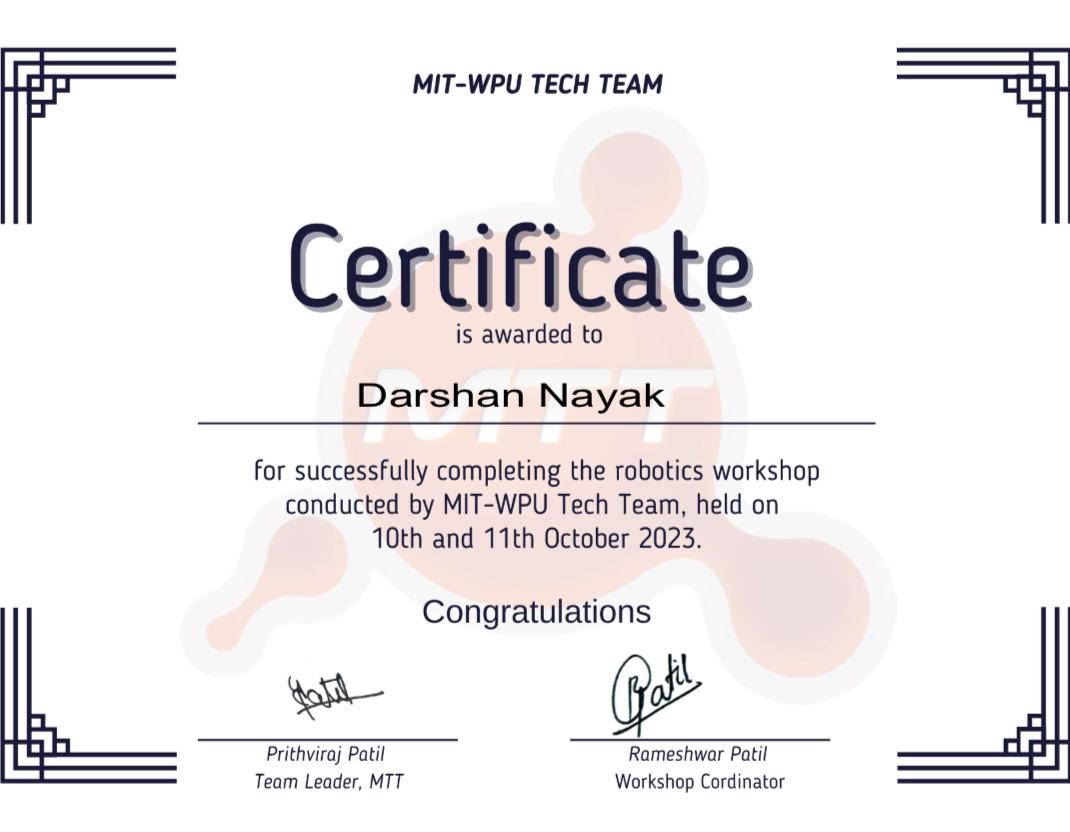 MIT-WPU TECH TEAM
Certificate
is awarded to
MTT
Darshan Nayak
for successfully completing the robotics workshop
conducted by MIT-WPU Tech Team, held on
10th and 11th October 2023.
Congratulations
Patil
RPatil
Prithviraj Patil
Rameshwar Patil
Team Leader, MTT
Workshop Cordinator